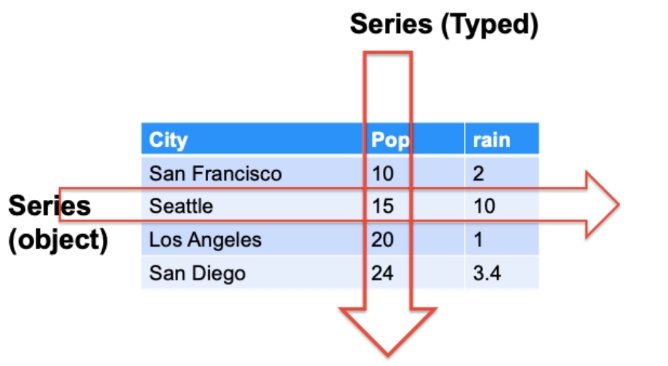 Series (Typed)
City Pop rain
San Francisco 10 2
Series
Seattle 15 10
(object)
Los Angeles 20 1
San Diego 24 3.4